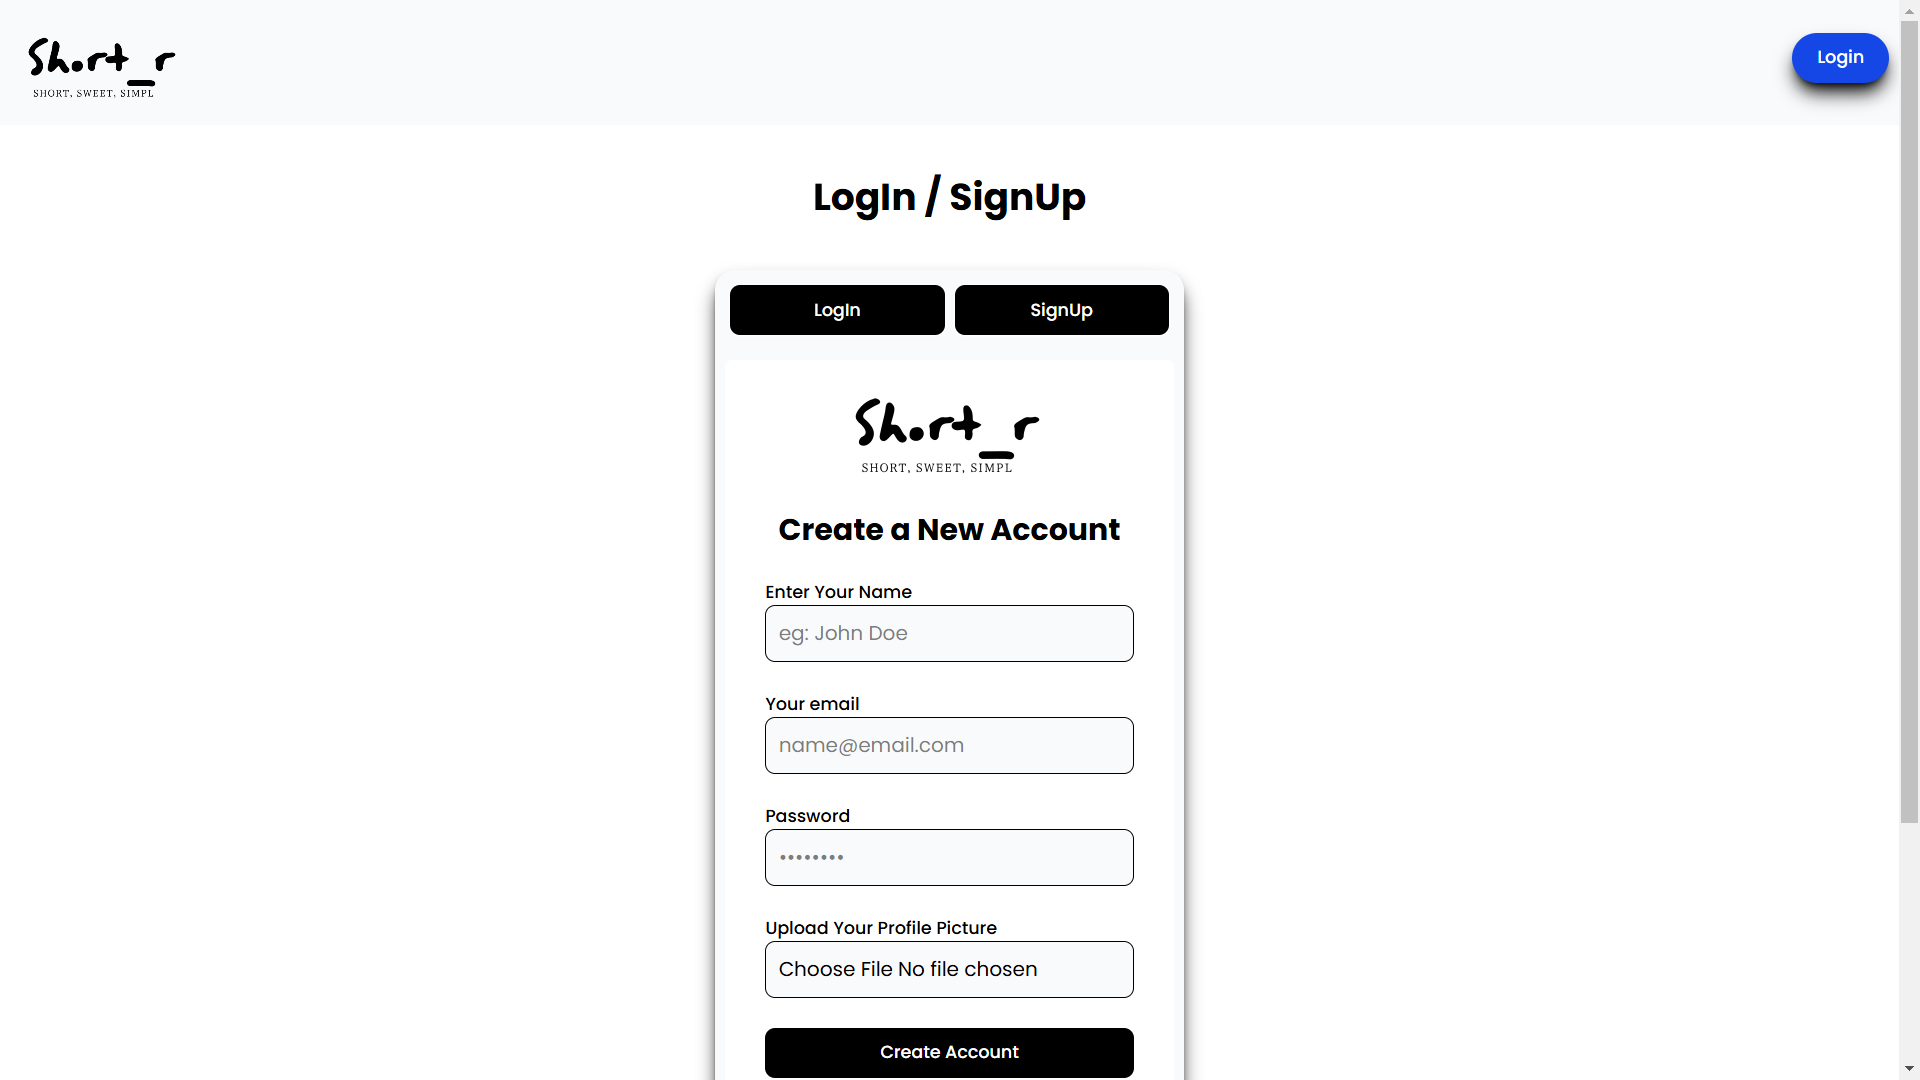 Short_r
SHORT, SWEET, SIMPL
Login
LogIn / SignUp
LogIn
SignUp
Short_r
SHORT, SWEET, SIMPL
Create a New Account
Enter Your Name
eg: John Doe
Your email
name@email.com
Password
••••••••
Upload Your Profile Picture
Choose File No file chosen
Create Account